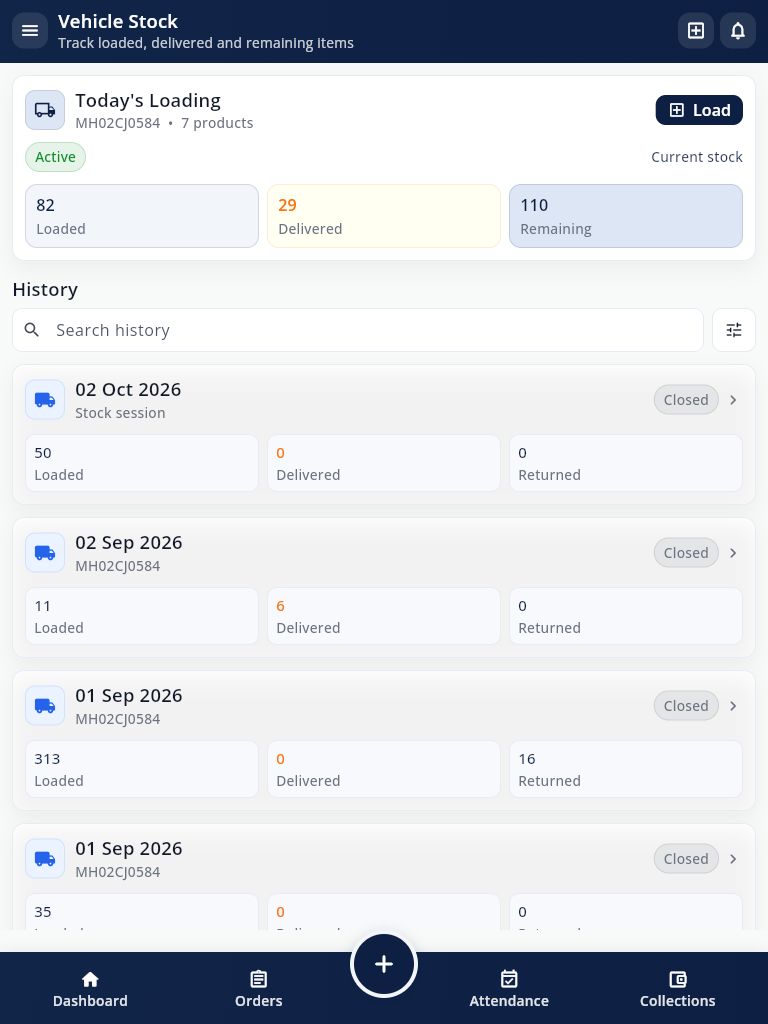 Vehicle Stock
Track loaded, delivered and remaining items
Today's Loading
MH02CJ0584 • 7 products
Load
Active
Current stock
82
Loaded
29
Delivered
110
Remaining
History
Search history
02 Oct 2026
Stock session
Closed
50
Loaded
0
Delivered
0
Returned
02 Sep 2026
MH02CJ0584
Closed
11
Loaded
6
Delivered
0
Returned
01 Sep 2026
MH02CJ0584
Closed
313
Loaded
0
Delivered
16
Returned
01 Sep 2026
MH02CJ0584
Closed
35
0
0
Dashboard
Orders
Attendance
Collections